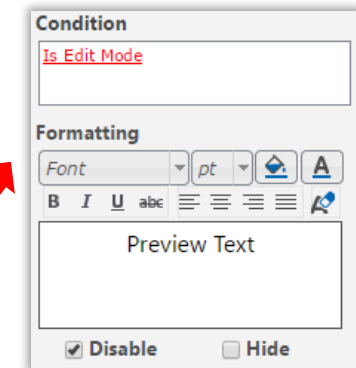 Condition
Is Edit Mode
Formatting
Font pt A
B I U abc
Preview Text
Disable Hide